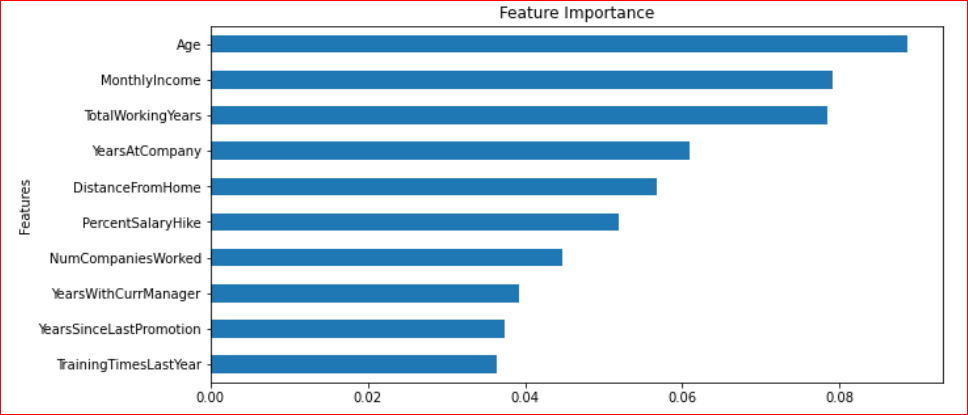 Feature Importance
Age
MonthlyIncome
TotalWorkingYears
YearsAtCompany
DistanceFromHome
PercentSalaryHike
NumCompaniesWorked
YearsWithCurrManager
YearsSinceLastPromotion
TrainingTimesLastYear
Features
0.00 0.02 0.04 0.06 0.08